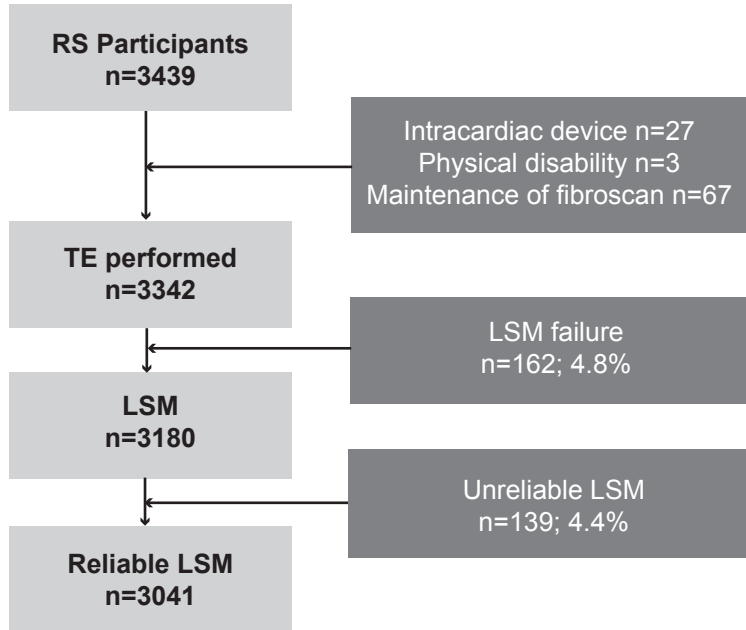 RS Participants
n=3439
Intracardiac device n=27
Physical disability n=3
Maintenance of fibroscan n=67
TE performed
n=3342
LSM failure
n=162; 4.8%
LSM
n=3180
Unreliable LSM
n=139; 4.4%
Reliable LSM
n=3041